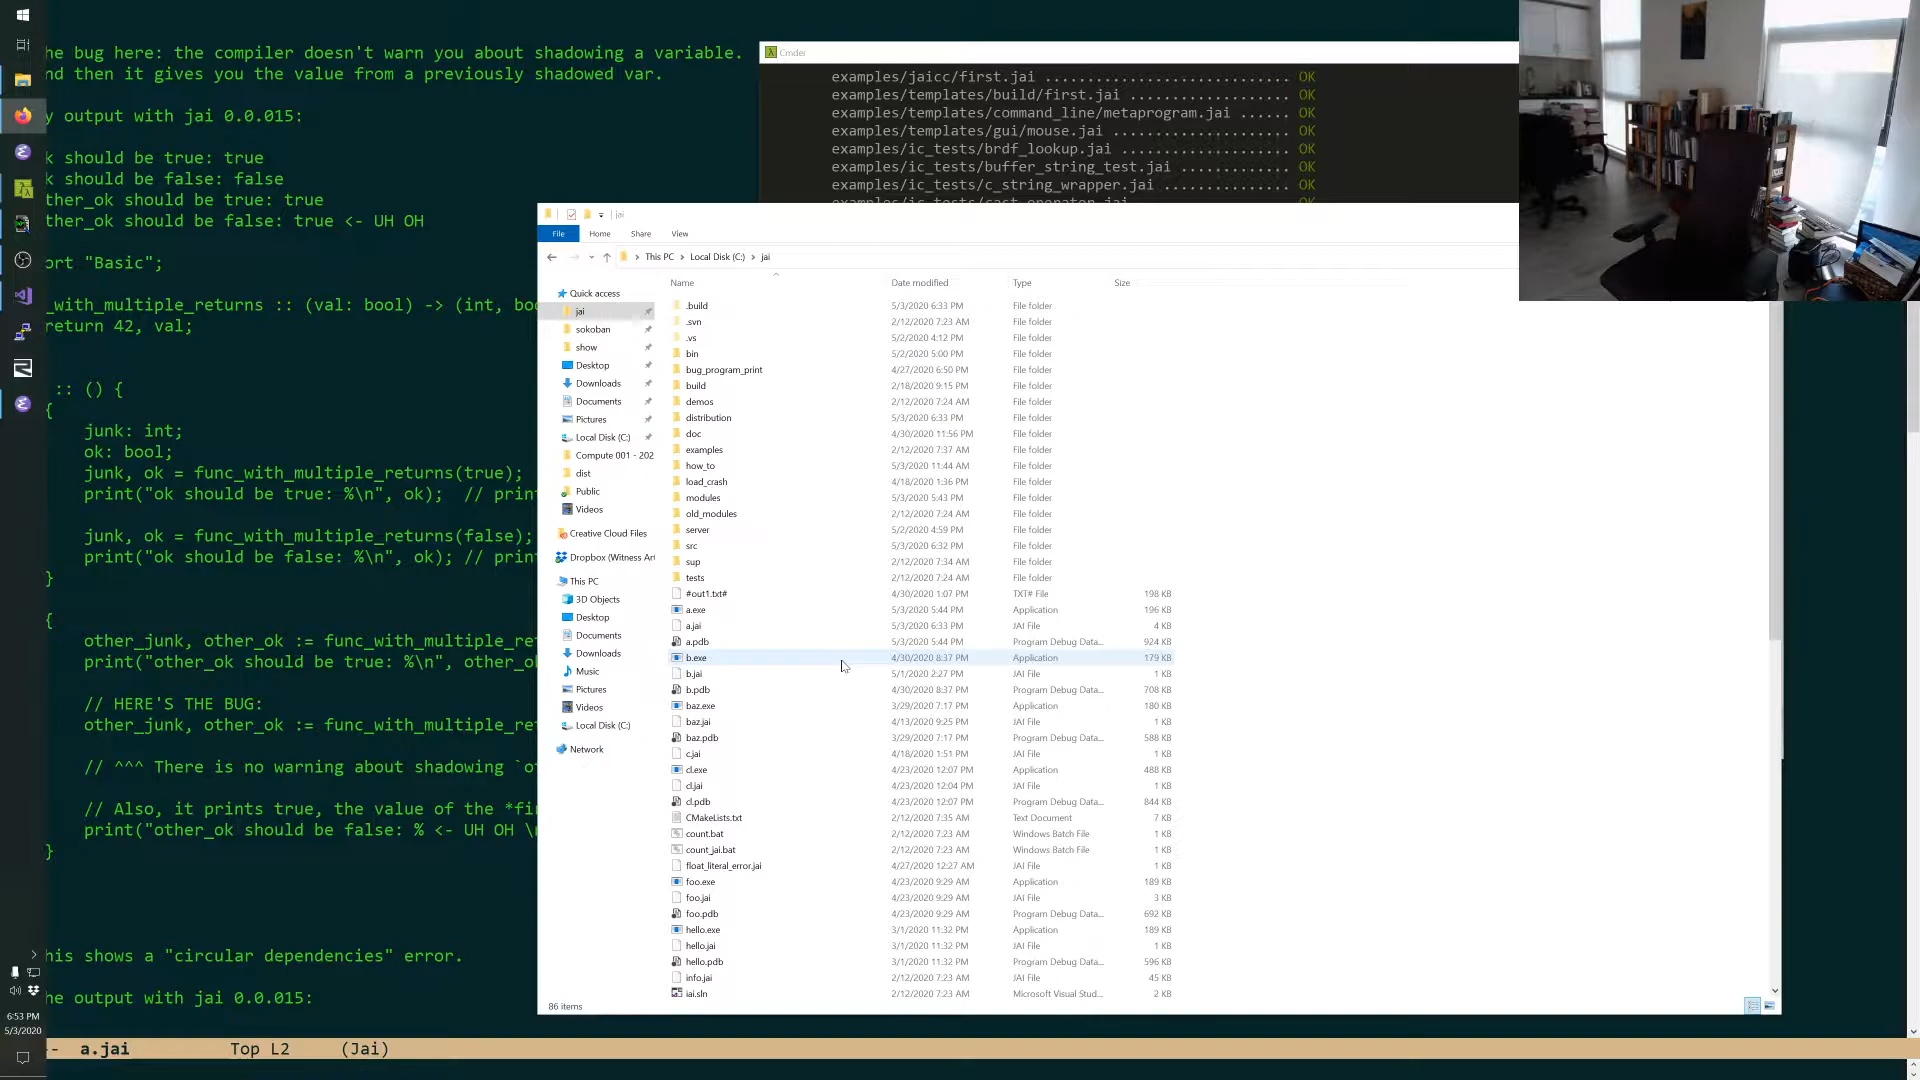 he bug here: the compiler doesn't warn you about shadowing a variable.
nd then it gives you the value from a previously shadowed var.
y output with jai 0.0.015:
k should be true: true
k should be false: false
ther_ok should be true: true
ther_ok should be false: true <- UH OH
ort "Basic";
_with_multiple_returns :: (val: bool) -> (int, boo
return 42, val;
:: () {
{
junk: int;
ok: bool;
junk, ok = func_with_multiple_returns(true);
print("ok should be true: %\n", ok);  // prin
junk, ok = func_with_multiple_returns(false);
print("ok should be false: %\n", ok); // prin
}
{
other_junk, other_ok := func_with_multiple_re
print("other_ok should be true: %\n", other_o
// HERE'S THE BUG:
other_junk, other_ok := func_with_multiple_re
// ^^^ There is no warning about shadowing `o
// Also, it prints true, the value of the *fi
print("other_ok should be false: % <- UH OH \
}
his shows a "circular dependencies" error.
he output with jai 0.0.015:
-- a.jai Top L2 (Jai)
6:53 PM
5/3/2020
Cmder
examples/jaicc/first.jai ............................. OK
examples/templates/build/first.jai ................... OK
examples/templates/command_line/metaprogram.jai ...... OK
examples/templates/gui/mouse.jai ..................... OK
examples/ic_tests/brdf_lookup.jai .................... OK
examples/ic_tests/buffer_string_test.jai ............. OK
examples/ic_tests/c_string_wrapper.jai ............... OK
examples/ic_tests/cast_operator.jai
jai
File Home Share View
This PC > Local Disk (C:) > jai
Quick access
jai
sokoban
show
Desktop
Downloads
Documents
Pictures
Local Disk (C:)
Compute 001 - 202
dist
Public
Videos
Creative Cloud Files
Dropbox (Witness Art
This PC
3D Objects
Desktop
Documents
Downloads
Music
Pictures
Videos
Local Disk (C:)
Network
Name Date modified Type Size
.build 5/3/2020 6:33 PM File folder
.svn 2/12/2020 7:23 AM File folder
.vs 5/2/2020 4:12 PM File folder
bin 5/2/2020 5:00 PM File folder
bug_program_print 4/27/2020 6:50 PM File folder
build 2/18/2020 9:15 PM File folder
demos 2/12/2020 7:24 AM File folder
distribution 5/3/2020 6:33 PM File folder
doc 4/30/2020 11:56 PM File folder
examples 2/12/2020 7:37 AM File folder
how_to 5/3/2020 11:44 AM File folder
load_crash 4/18/2020 1:36 PM File folder
modules 5/3/2020 5:43 PM File folder
old_modules 2/12/2020 7:24 AM File folder
server 5/2/2020 4:59 PM File folder
src 5/3/2020 6:32 PM File folder
sup 2/12/2020 7:34 AM File folder
tests 2/12/2020 7:24 AM File folder
#out1.txt# 4/30/2020 1:07 PM TXT# File 198 KB
a.exe 5/3/2020 5:44 PM Application 196 KB
a.jai 5/3/2020 6:33 PM JAI File 4 KB
a.pdb 5/3/2020 5:44 PM Program Debug Data... 924 KB
b.exe 4/30/2020 8:37 PM Application 179 KB
b.jai 5/1/2020 2:27 PM JAI File 1 KB
b.pdb 4/30/2020 8:37 PM Program Debug Data... 708 KB
baz.exe 3/29/2020 7:17 PM Application 180 KB
baz.jai 4/13/2020 9:25 PM JAI File 1 KB
baz.pdb 3/29/2020 7:17 PM Program Debug Data... 588 KB
c.jai 4/18/2020 1:51 PM JAI File 1 KB
cl.exe 4/23/2020 12:07 PM Application 488 KB
cl.jai 4/23/2020 12:04 PM JAI File 1 KB
cl.pdb 4/23/2020 12:07 PM Program Debug Data... 844 KB
CMakeLists.txt 2/12/2020 7:35 AM Text Document 7 KB
count.bat 2/12/2020 7:23 AM Windows Batch File 1 KB
count_jai.bat 2/12/2020 7:23 AM Windows Batch File 1 KB
float_literal_error.jai 4/27/2020 12:27 AM JAI File 1 KB
foo.exe 4/23/2020 9:29 AM Application 189 KB
foo.jai 4/23/2020 9:29 AM JAI File 3 KB
foo.pdb 4/23/2020 9:29 AM Program Debug Data... 692 KB
hello.exe 3/1/2020 11:32 PM Application 189 KB
hello.jai 3/1/2020 11:32 PM JAI File 1 KB
hello.pdb 3/1/2020 11:32 PM Program Debug Data... 596 KB
info.jai 2/12/2020 7:23 AM JAI File 45 KB
jai.sln 2/12/2020 7:23 AM Microsoft Visual Stud... 2 KB
86 items